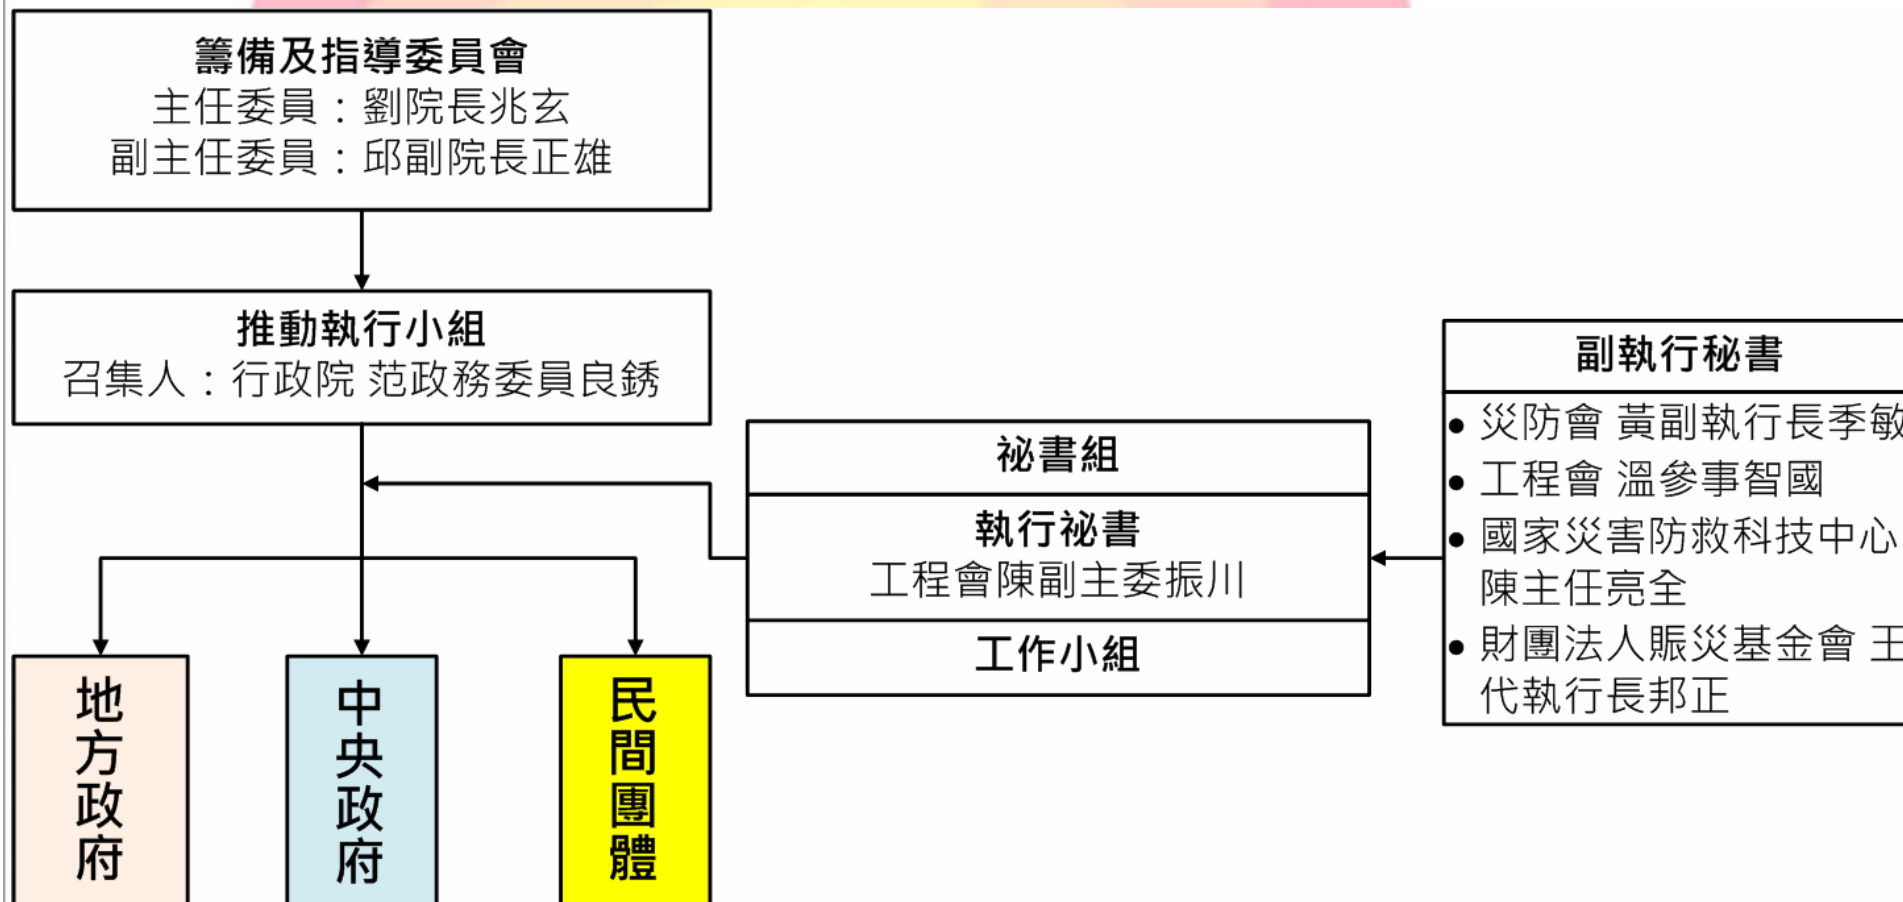 籌備及指導委員會
主任委員：劉院長兆玄
副主任委員：邱副院長正雄
推動執行小組
召集人：行政院 范政務委員良銹
祕書組
執行祕書
工程會陳副主委振川
工作小組
副執行秘書
• 災防會 黃副執行長季敏
• 工程會 溫參事智國
• 國家災害防救科技中心
陳主任亮全
• 財團法人賑災基金會 王
代執行長邦正
地方政府
中央政府
民間團體